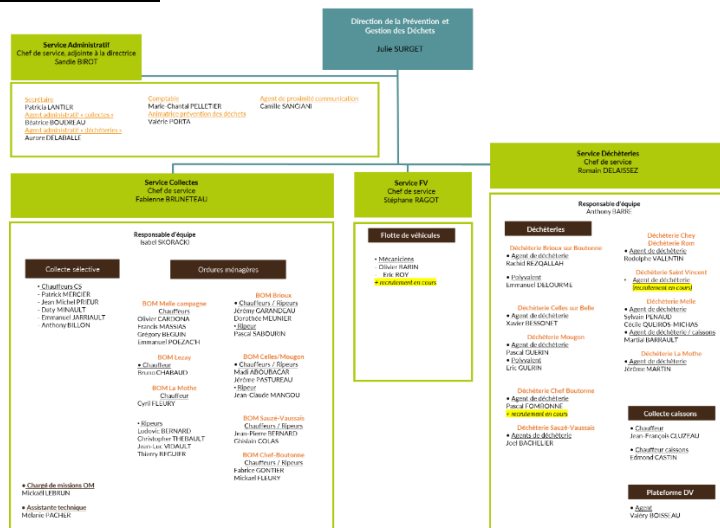 Direction de la Prévention et
Gestion des Déchets
Julie SURGET
Service Administratif
Chef de service, adjointe à la directrice
Sandie BIROT
Secrétaire
Patricia LANTIER
Agent administratif « collectes »
Béatrice BOUDREAU
Agent administratif « déchèteries »
Aurore DELABALLE
Comptable
Marie-Chantal PELLETIER
Animatrice prévention des déchets
Valérie PORTA
Agent de proximité communication
Camille SANGIANI
Service Collectes
Chef de service
Fabienne BRUNETEAU
Responsable d'équipe
Isabel SKORACKI
Collecte sélective
• Chauffeurs CS
- Patrick MERCIER
- Jean Michel PRIEUR
- Daty MINAULT
- Emmanuel JARRIAULT
- Anthony BILLON
Ordures ménagères
BOM Melle campagne
Chauffeurs
Olivier CARDONA
Francis MASSIAS
Grégory BEGUIN
Emmanuel POLZACH
BOM Lezay
• Chauffeur
Bruno CHABAUD
BOM La Mothe
Chauffeur
Cyril FLEURY
• Ripeurs
Ludovic BERNARD
Christopher THEBAULT
Jean-Luc VIDAULT
Thierry BEGUIER
BOM Brioux
• Chauffeurs / Ripeurs
Jérémy GARANDEAU
Dorothée MEUNIER
• Ripeur
Pascal SABOURIN
BOM Celles/Mougon
• Chauffeurs / Ripeurs
Madi ABOUBACAR
Jérôme PASTUREAU
• Ripeur
Jean-Claude MANGOU
BOM Sauzé-Vaussais
Chauffeurs / Ripeurs
Jean-Pierre BERNARD
Ghislain COLAS
BOM Chef-Boutonne
Chauffeurs / Ripeurs
Fabrice GONTIER
Mickael FLEURY
• Chargé de missions OM
Mickaël LEBRUN
• Assistante technique
Mélanie PACHER
Service FV
Chef de service
Stéphane RAGOT
Flotte de véhicules
• Mécaniciens
- Olivier BARIN
- Eric ROY
+ recrutement en cours
Service Déchèteries
Chef de service
Romain DELAISSEZ
Responsable d'équipe
Anthony BARRE
Déchèteries
Déchèterie Brioux sur Boutonne
• Agent de déchèterie
Rachid REZQALLAH
• Polyvalent
Emmanuel DELOURME
Déchèterie Celles sur Belle
• Agent de déchèterie
Xavier BESSONET
Déchèterie Mougon
• Agent de déchèterie
Pascal GUERIN
• Polyvalent
Eric GUERIN
Déchèterie Chef Boutonne
• Agent de déchèterie
Pascal FOMBONNE
+ recrutement en cours
Déchèterie Sauzé-Vaussais
• Agents de déchèterie
Joel BACHELIER
Déchèterie Chey
Déchèterie Rom
• Agent de déchèterie
Rodolphe VALLENTIN
Déchèterie Saint Vincent
• Agent de déchèterie
(recrutement en cours)
Déchèterie Melle
• Agent de déchèterie
Sylvain PENAUD
Cécile QUEIROS-MICHAS
• Agent de déchèterie / caissons
Martial BARRAULT
Déchèterie La Mothe
• Agent de déchèterie
Jérôme MARTIN
Collecte caissons
• Chauffeur
Jean-François CLUZEAU
• Chauffeur caissons
Edmond CASTIN
Plateforme DV
• Agent
Valéry BOISSEAU